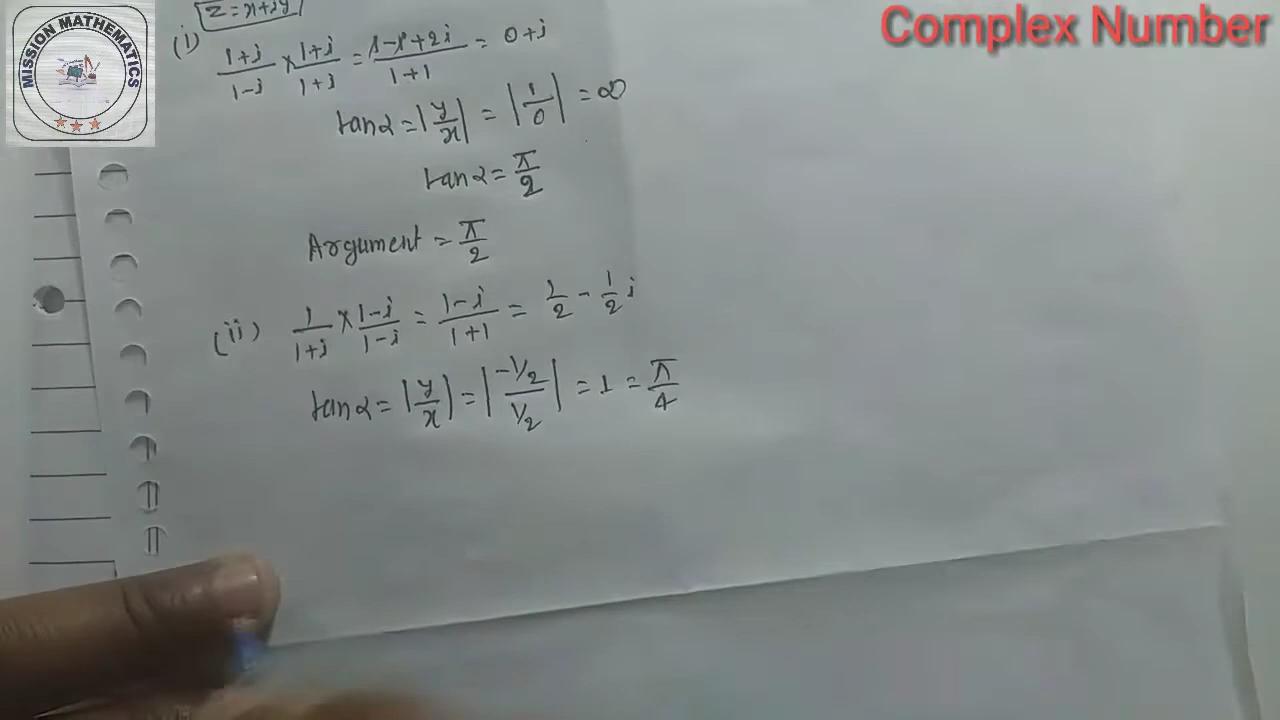 MISSION MATHEMATICS
Complex Number
z = x+iy
(i) 1+i/1-i × 1+i/1+i = 1-1+2i/1+1 = 0+i
tanα = |y/x| = |1/0| = ∞
tanα = π/2
Argument = π/2
(ii) 1/1+i × 1-i/1-i = 1-i/1+1 = 1/2 - 1/2 i
tanα = |y/x| = |-1/2/1/2| = 1 = π/4